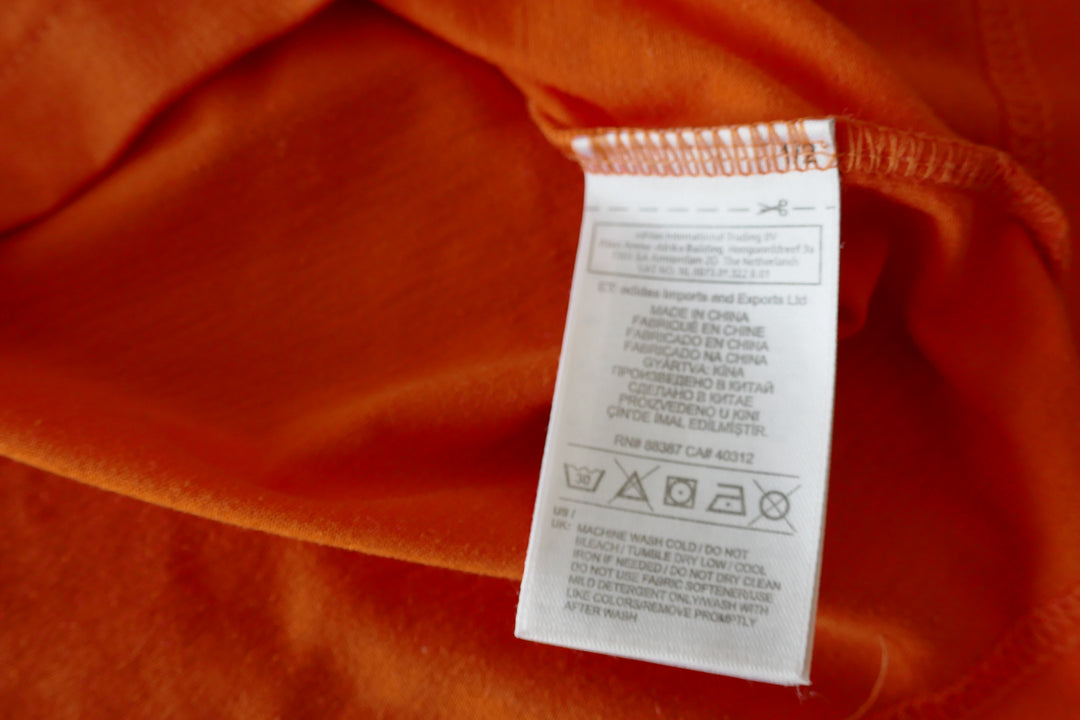 1/2
adidas International Trading BV
Building, Hoogoorddreef 9a
Amsterdam ZO The Netherlands
adidas Imports and Exports Ltd
MADE IN CHINA
FABRIQUÉ EN CHINE
FABRICADO EN CHINA
FABRICADO NA CHINA
GYÁRTVA: KÍNA
ПРОИЗВЕДЕНО В КИТАЙ
СДЕЛАНО В КИТАЕ
PROIZVEDENO U KINI
ÇİN'DE İMAL EDİLMİŞTİR.
RN# 88387 CA# 40312
30
US /
UK: MACHINE WASH COLD / DO NOT
BLEACH / TUMBLE DRY LOW / COOL
IRON IF NEEDED / DO NOT DRY CLEAN
DO NOT USE FABRIC SOFTENER/USE
MILD DETERGENT ONLY/WASH WITH
LIKE COLORS/REMOVE PROMPTLY
AFTER WASH